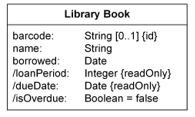 Library Book
barcode: String [0..1] {id}
name: String
borrowed: Date
/loanPeriod: Integer {readOnly}
/dueDate: Date {readOnly}
/isOverdue: Boolean = false